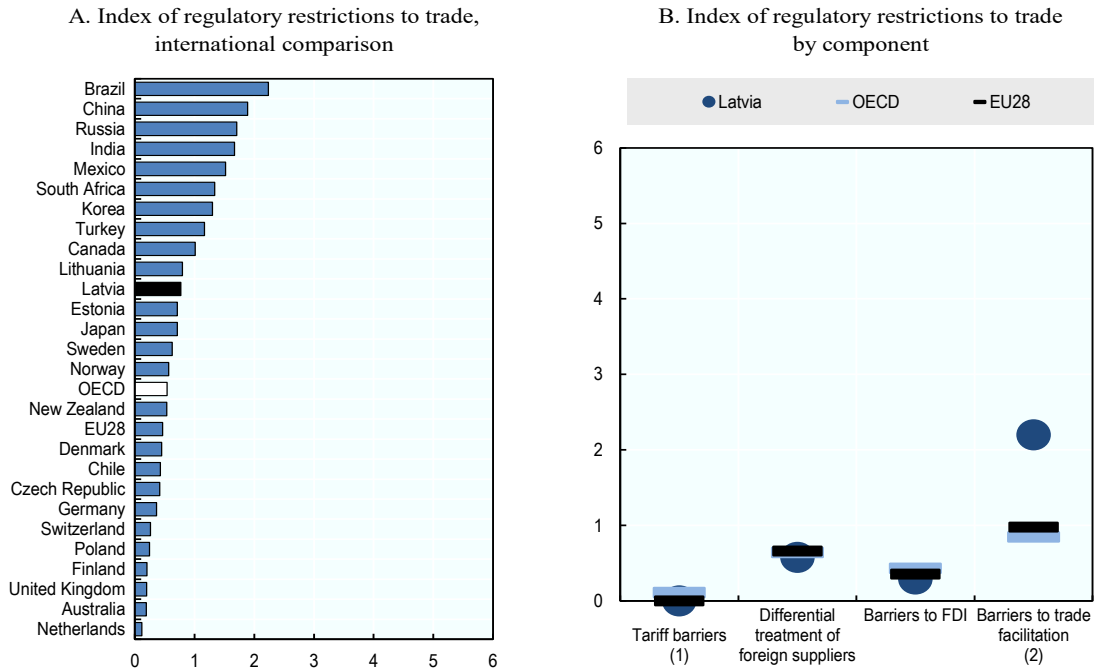 A. Index of regulatory restrictions to trade,
international comparison
Brazil
China
Russia
India
Mexico
South Africa
Korea
Turkey
Canada
Lithuania
Latvia
Estonia
Japan
Sweden
Norway
OECD
New Zealand
EU28
Denmark
Chile
Czech Republic
Germany
Switzerland
Poland
Finland
United Kingdom
Australia
Netherlands
0 1 2 3 4 5 6
B. Index of regulatory restrictions to trade
by component
Latvia OECD EU28
6
5
4
3
2
1
0
Tariff barriers
(1)
Differential
treatment of
foreign suppliers
Barriers to FDI
Barriers to trade
facilitation
(2)